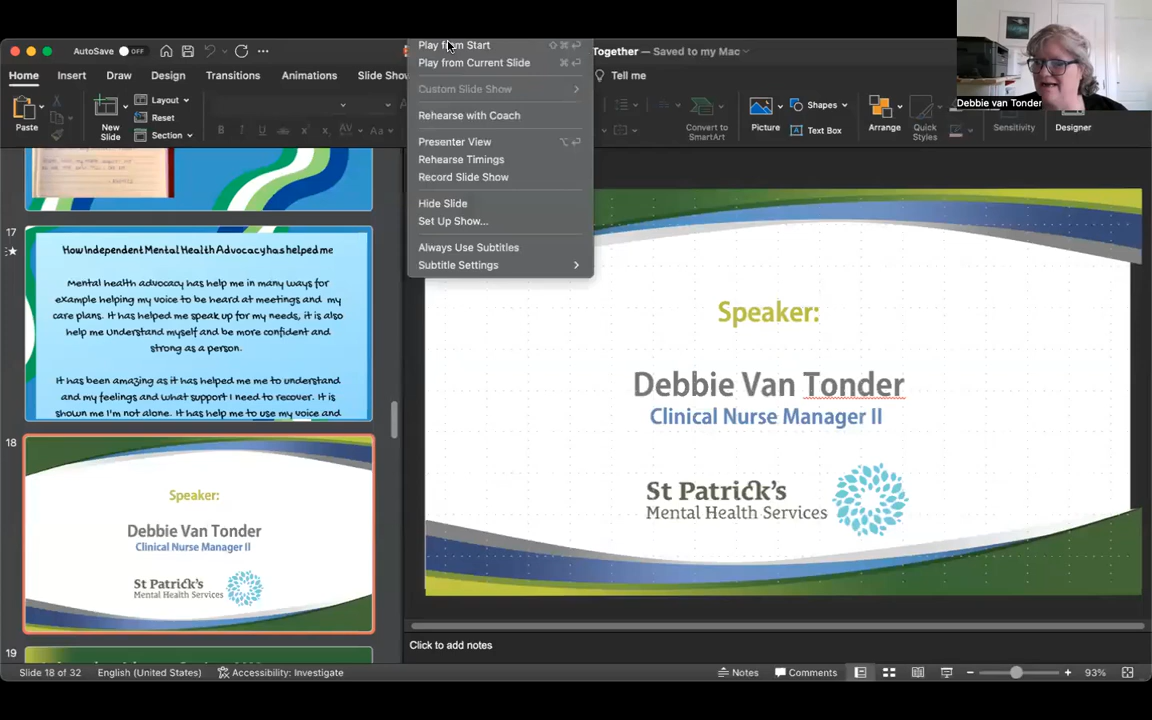 AutoSave OFF
Together — Saved to my Mac
Home Insert Draw Design Transitions Animations Slide Show
Tell me
Paste
New
Slide
Layout
Reset
Section
Convert to
SmartArt
Picture
Shapes
Text Box
Arrange
Quick
Styles
Sensitivity
Designer
Debbie van Tonder
Play from Start
Play from Current Slide
Custom Slide Show
Rehearse with Coach
Presenter View
Rehearse Timings
Record Slide Show
Hide Slide
Set Up Show...
Always Use Subtitles
Subtitle Settings
17
How Independent Mental Health Advocacy has helped me
Mental health advocacy has help me in many ways for
example helping my voice to be heard at meetings and my
care plans. It has helped me speak up for my needs, it is also
help me understand myself and be more confident and
strong as a person.
It has been amazing as it has helped me me to understand
and my feelings and what support I need to recover. It is
shown me I'm not alone. It has help me to use my voice and
18
Speaker:
Debbie Van Tonder
Clinical Nurse Manager II
St Patrick's
Mental Health Services
19
Speaker:
Debbie Van Tonder
Clinical Nurse Manager II
St Patrick's
Mental Health Services
Click to add notes
Slide 18 of 32 English (United States) Accessibility: Investigate
Notes Comments 93%